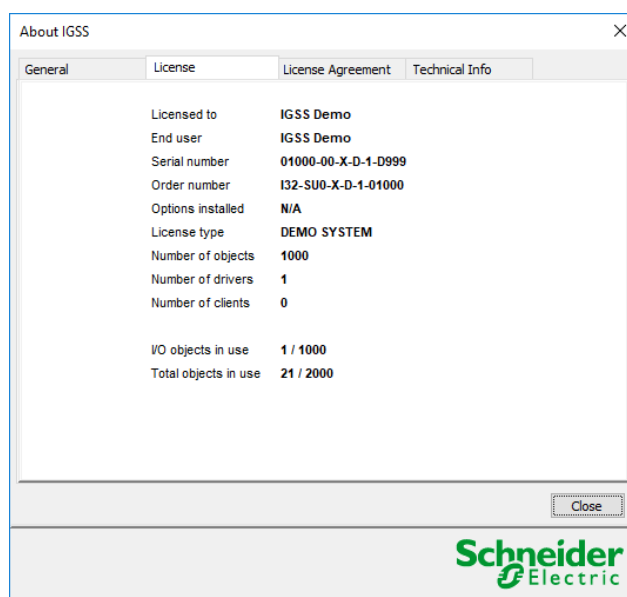 About IGSS
General License License Agreement Technical Info
Licensed to IGSS Demo
End user IGSS Demo
Serial number 01000-00-X-D-1-D999
Order number I32-SU0-X-D-1-01000
Options installed N/A
License type DEMO SYSTEM
Number of objects 1000
Number of drivers 1
Number of clients 0
I/O objects in use 1 / 1000
Total objects in use 21 / 2000
Close
Schneider
Electric